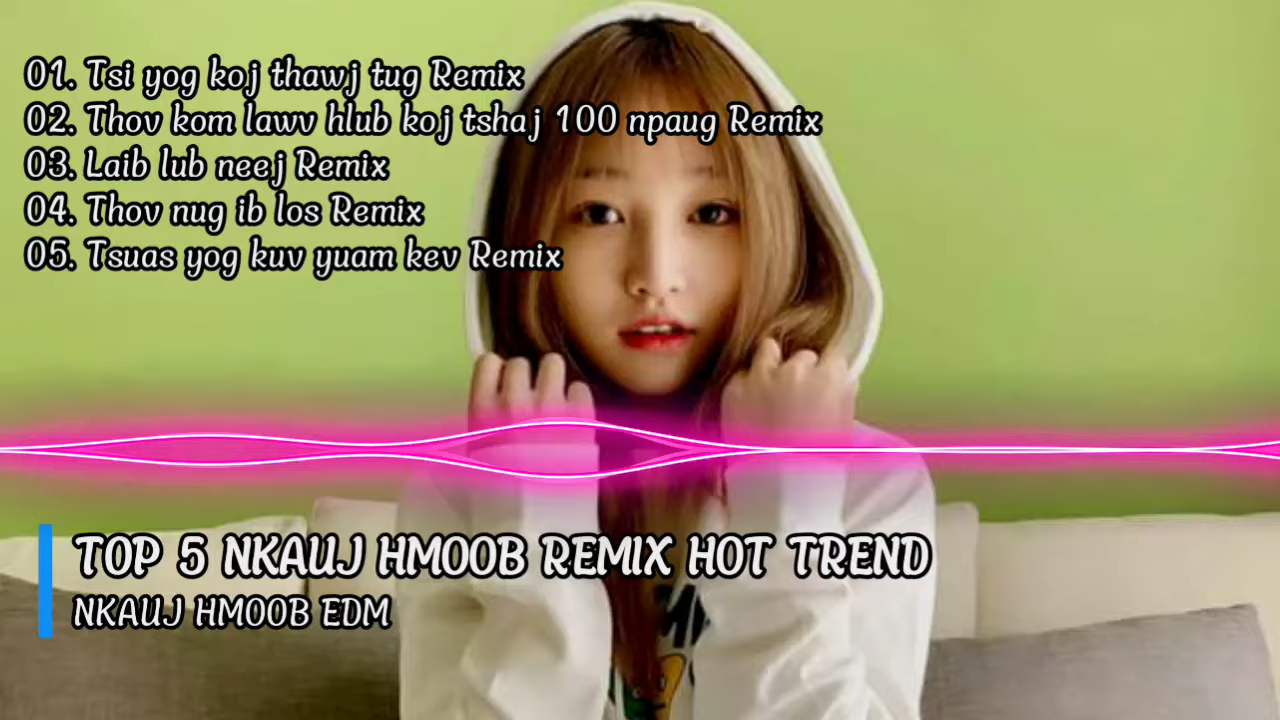 01. Tsi yog koj thawj tug Remix
02. Thov kom lawv hlub koj tshaj 100 npaug Remix
03. Laib lub neej Remix
04. Thov nug ib los Remix
05. Tsuas yog kuv yuam kev Remix
TOP 5 NKAUJ HMOOB REMIX HOT TREND
NKAUJ HMOOB EDM